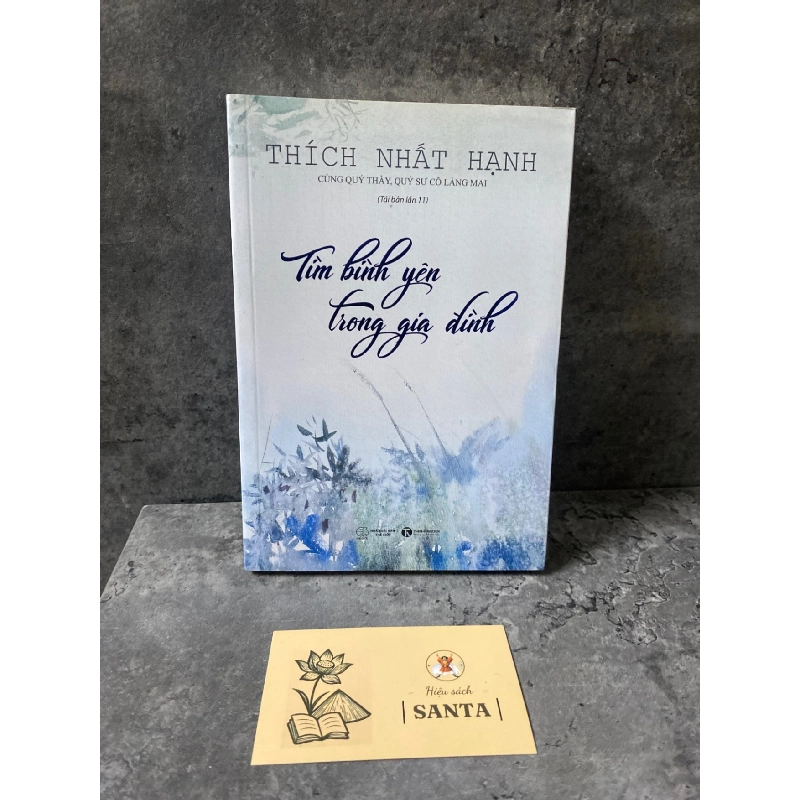 THÍCH NHẤT HẠNH
CÙNG QUÝ THẦY, QUÝ SƯ CÔ LÀNG MAI
(Tái bản lần 11)
Tìm bình yên
trong gia đình
Hiệu sách
| SANTA |